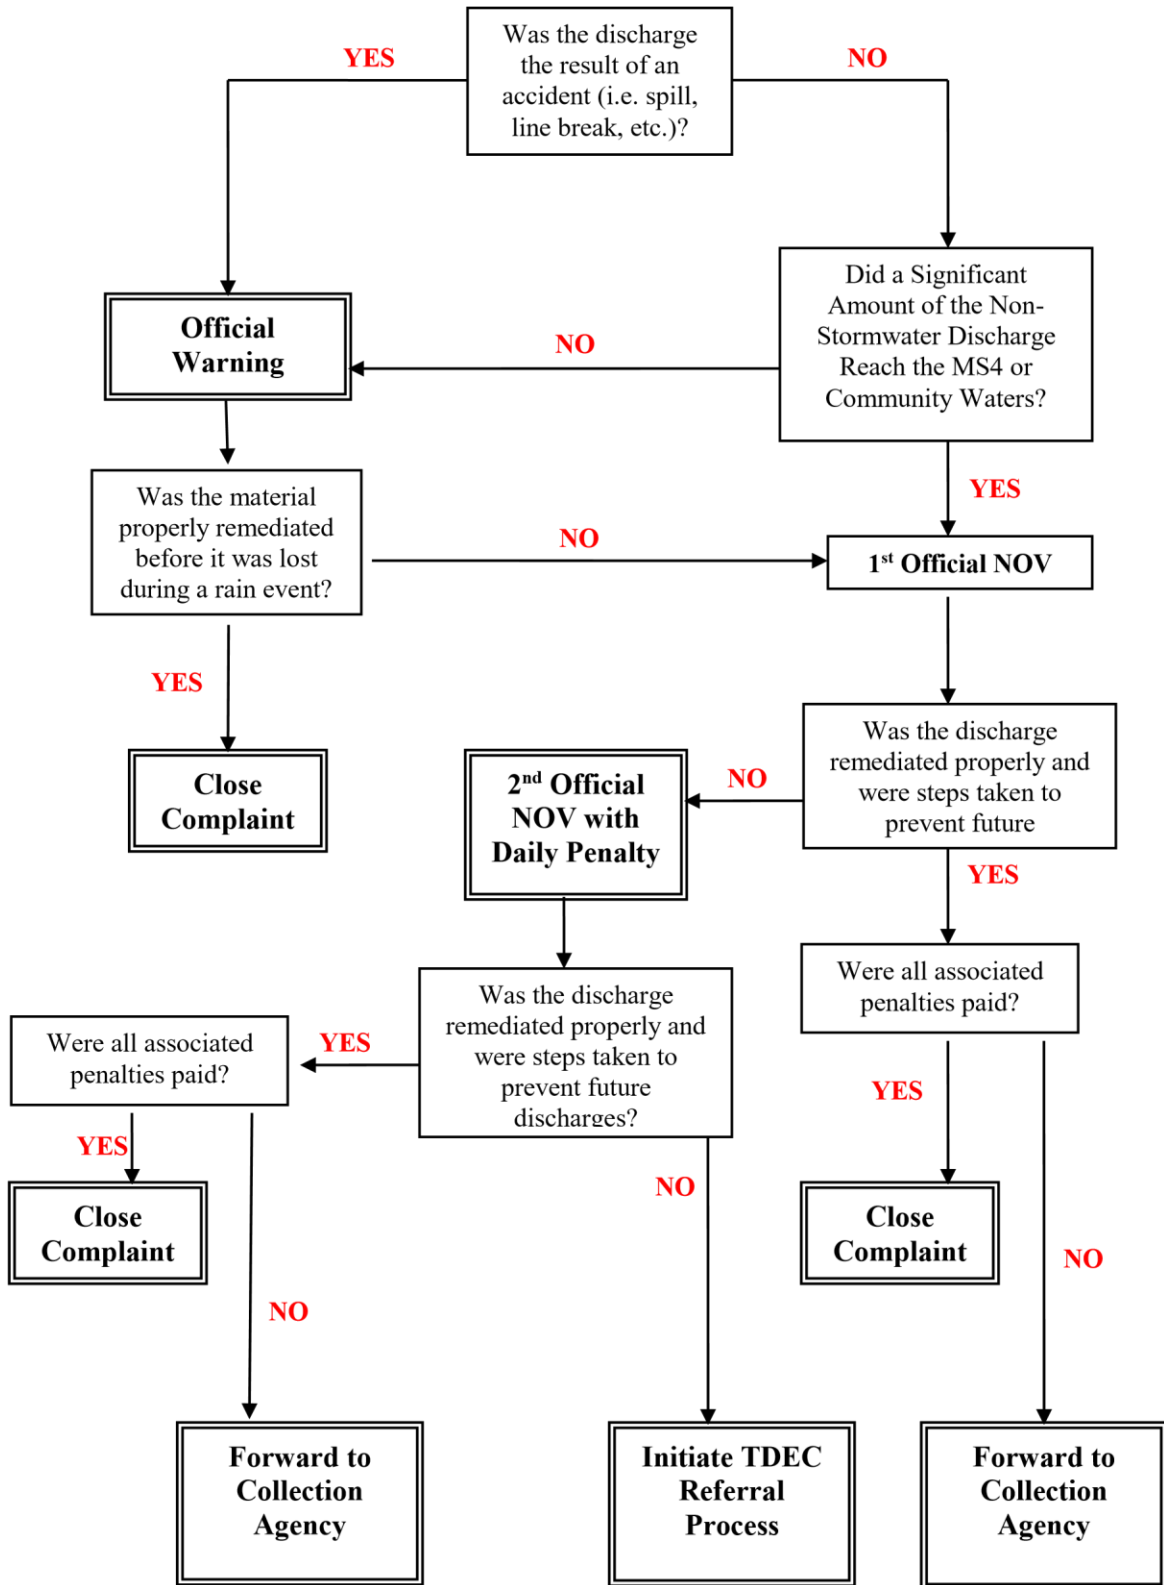 Was the discharge
the result of an
accident (i.e. spill,
line break, etc.)?
YES
NO
Did a Significant
Amount of the Non-
Stormwater Discharge
Reach the MS4 or
Community Waters?
Official
Warning
NO
YES
Was the material
properly remediated
before it was lost
during a rain event?
NO
1st Official NOV
YES
Close
Complaint
Was the discharge
remediated properly and
were steps taken to
prevent future
NO
2nd Official
NOV with
Daily Penalty
YES
Were all associated
penalties paid?
Was the discharge
remediated properly and
were steps taken to
prevent future
discharges?
YES
Were all associated
penalties paid?
YES
NO
YES
Close
Complaint
Close
Complaint
NO
NO
Forward to
Collection
Agency
Initiate TDEC
Referral
Process
Forward to
Collection
Agency